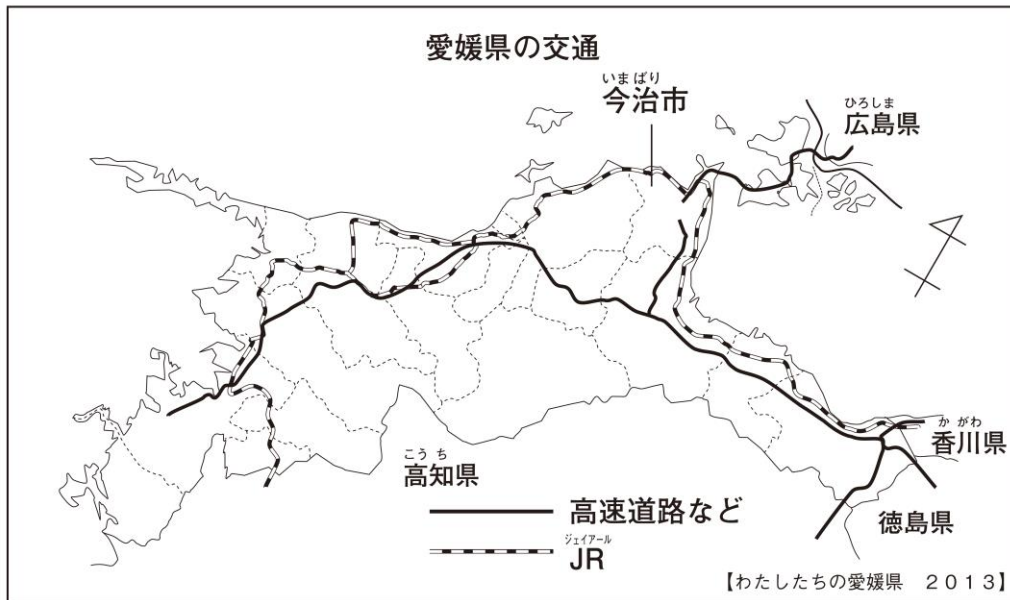 愛媛県の交通
いまばり
今治市
ひろしま
広島県
かがわ
香川県
こうち
高知県
徳島県
高速道路など
ジェイアール
JR
【わたしたちの愛媛県 2013】